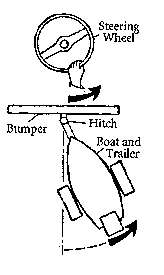 Steering
Wheel
Bumper
Hitch
Boat and
Trailer